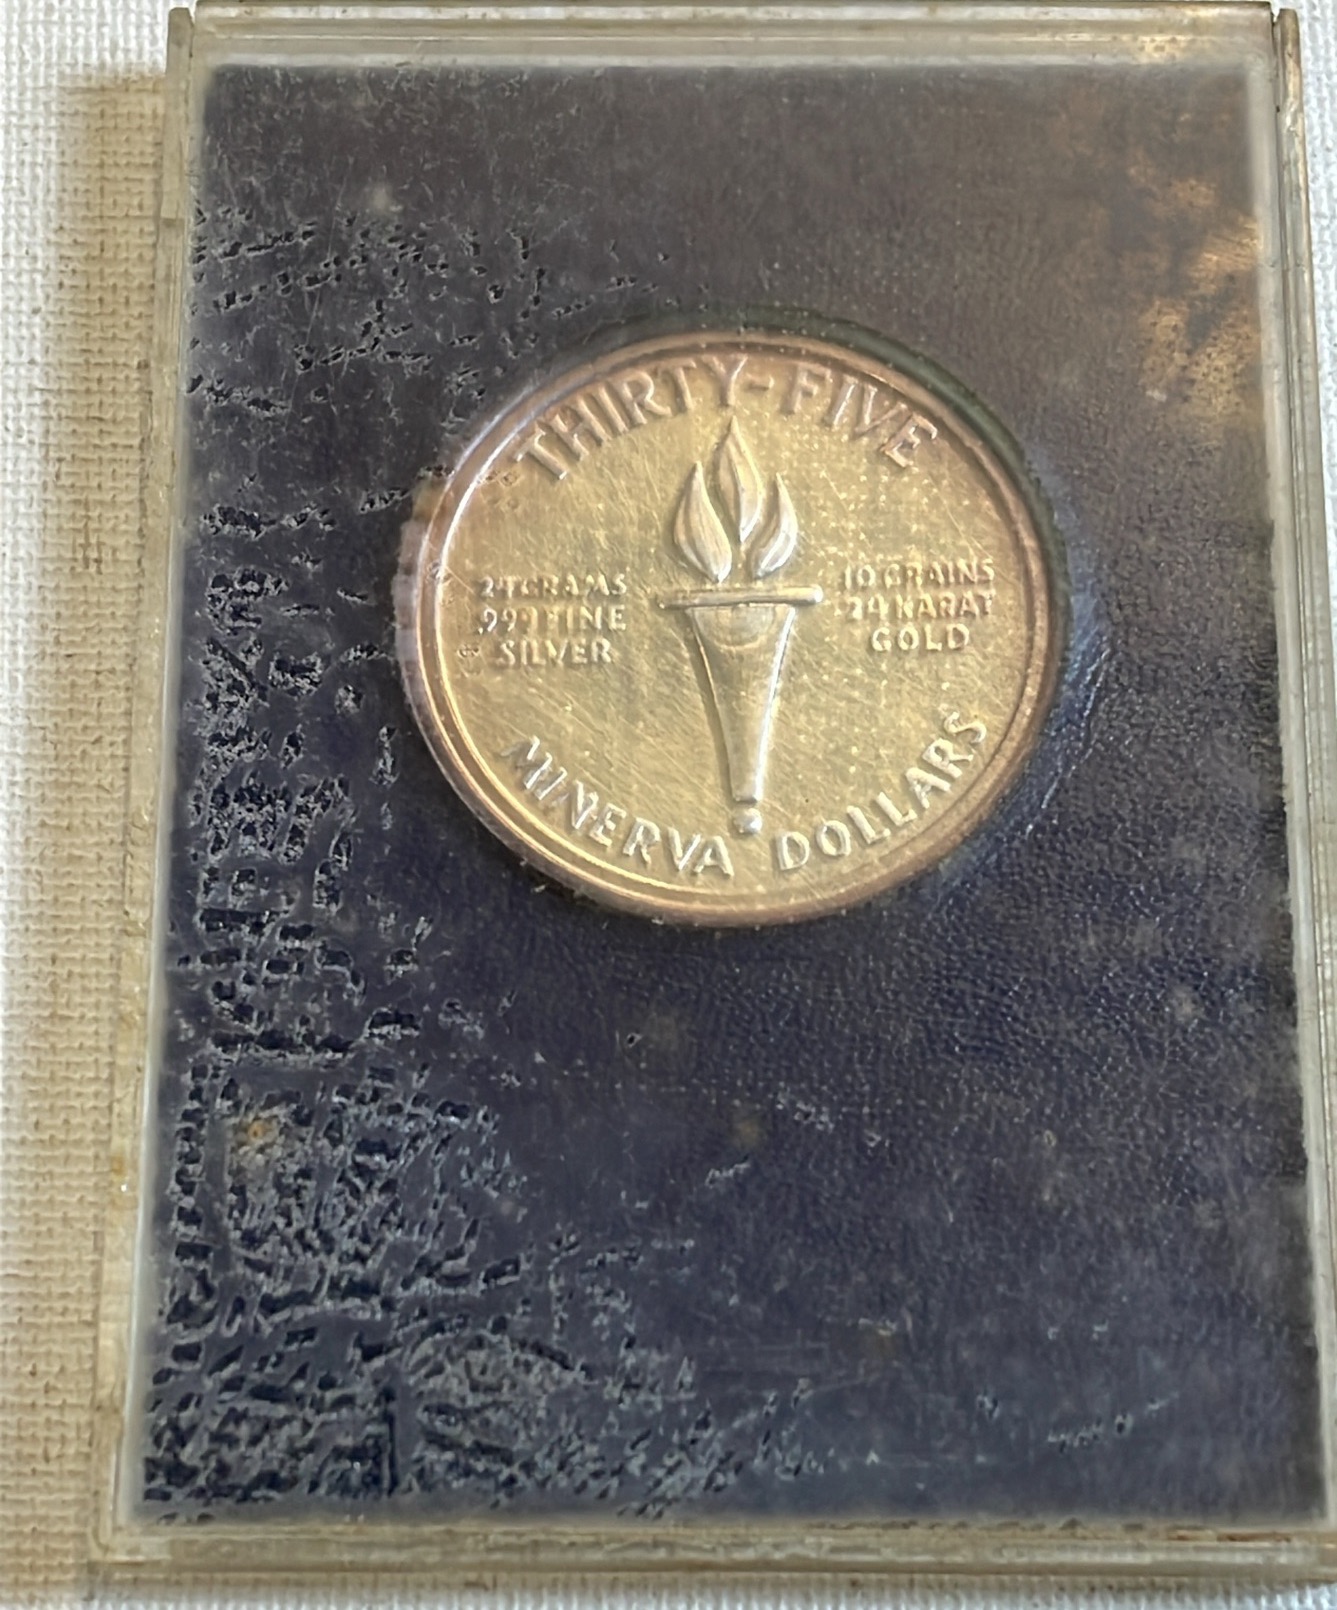 THIRTY-FIVE
24 GRAMS
.999 FINE
SILVER
10 GRAINS
24 KARAT
GOLD
MINERVA DOLLARS